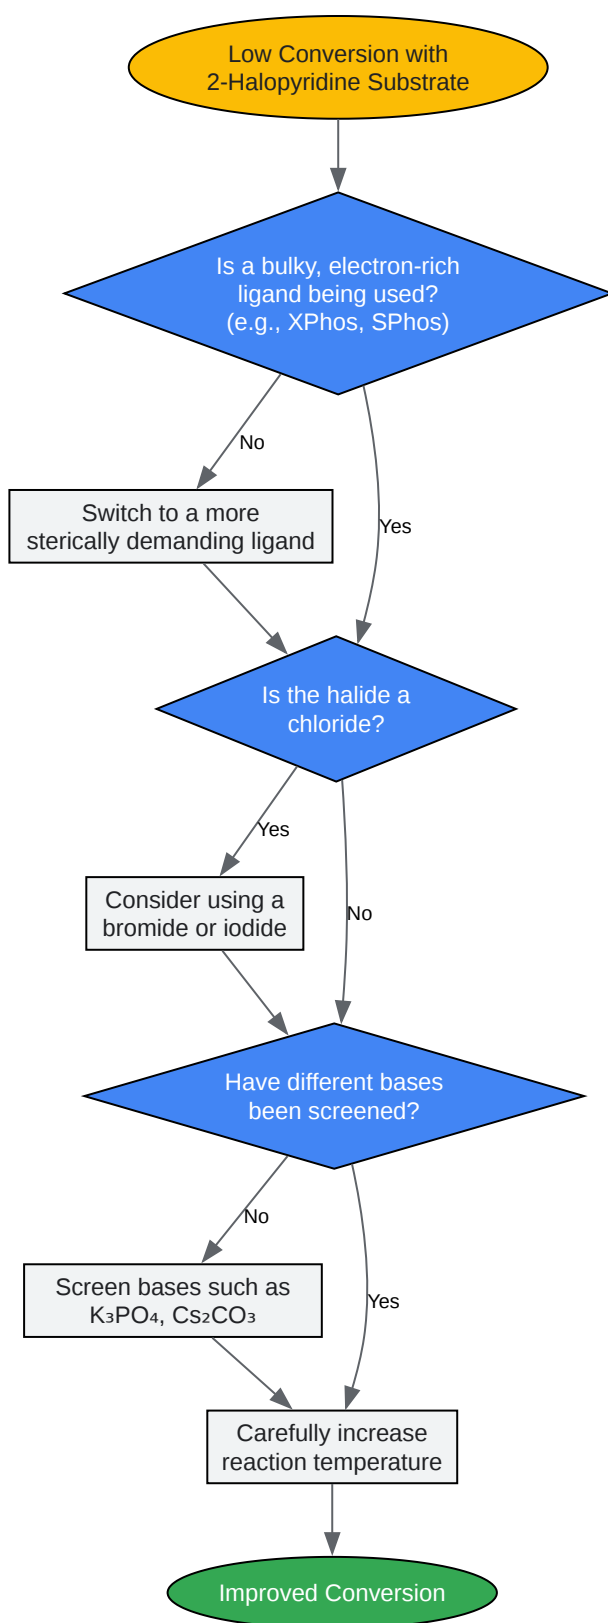 Low Conversion with
2-Halopyridine Substrate
Is a bulky, electron-rich
ligand being used?
(e.g., XPhos, SPhos)
No
Switch to a more
sterically demanding ligand
Yes
Is the halide a
chloride?
Yes
Consider using a
bromide or iodide
No
Have different bases
been screened?
No
Screen bases such as
K₃PO₄, Cs₂CO₃
Yes
Carefully increase
reaction temperature
Improved Conversion